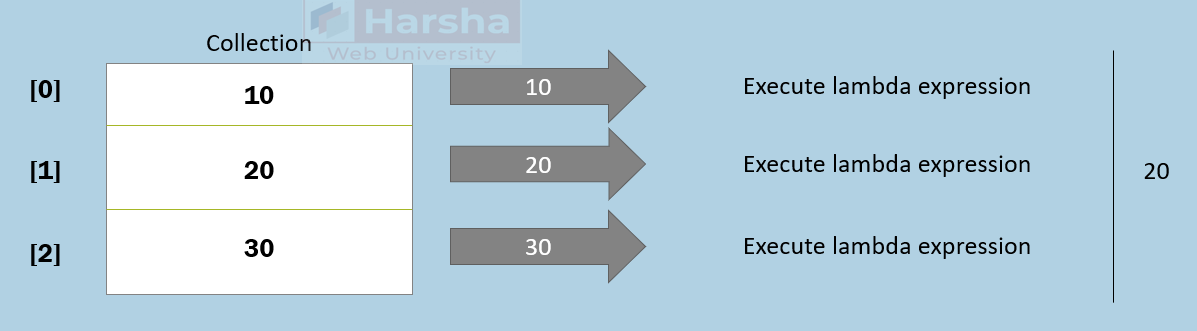 Harsha
Web University
Collection
[0]
10
10
Execute lambda expression
[1]
20
20
Execute lambda expression
20
[2]
30
30
Execute lambda expression